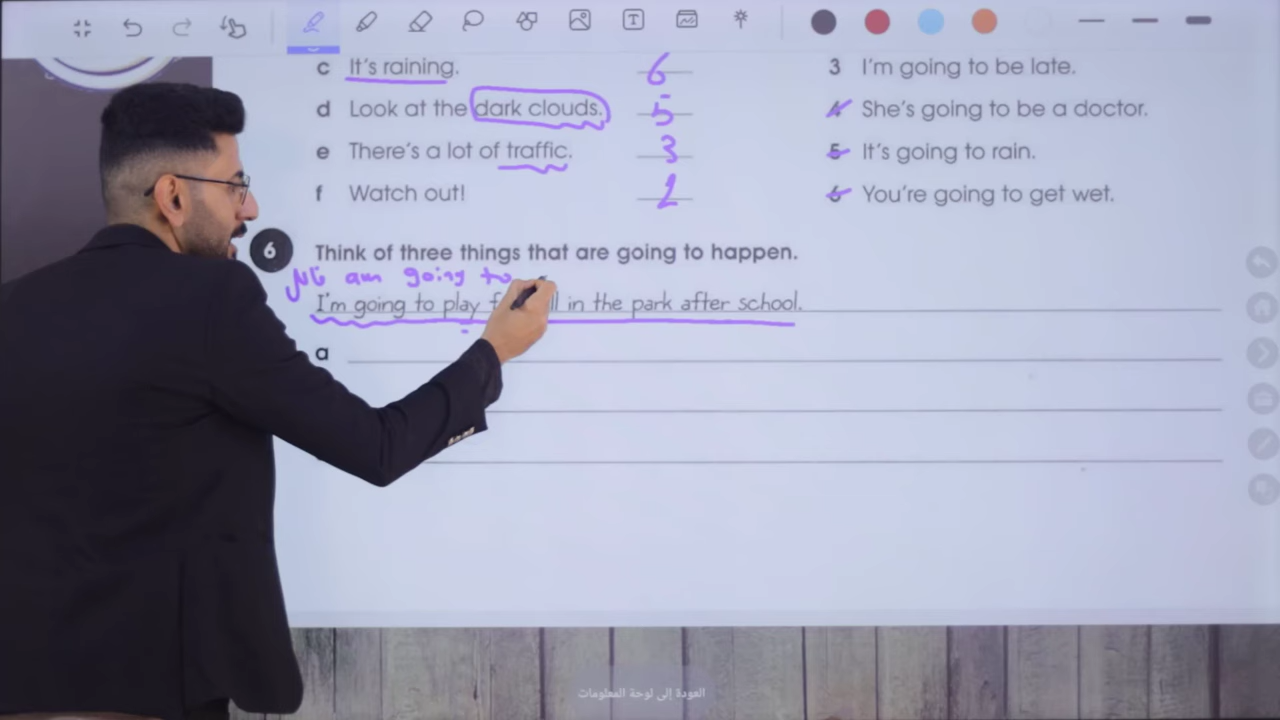 c It's raining. 6
d Look at the dark clouds. 5
e There's a lot of traffic. 3
f Watch out! 1
3 I'm going to be late.
4 She's going to be a doctor.
5 It's going to rain.
6 You're going to get wet.
6 Think of three things that are going to happen.
am going to
I'm going to play in the park after school.
a
العودة إلى لوحة المعلومات